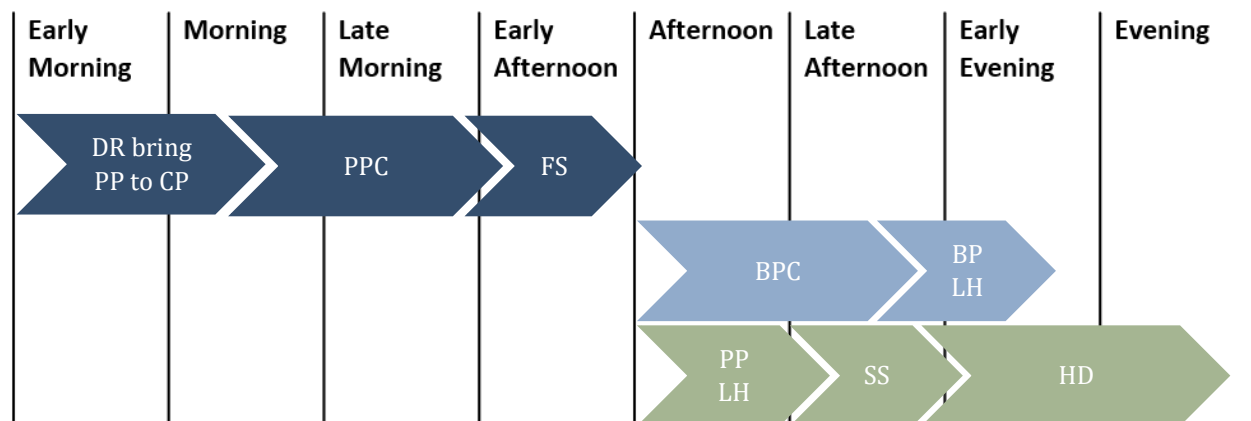 Early
Morning
Morning
Late
Morning
Early
Afternoon
Afternoon
Late
Afternoon
Early
Evening
Evening
DR bring
PP to CP
PPC
FS
BPC
BP
LH
PP
LH
SS
HD